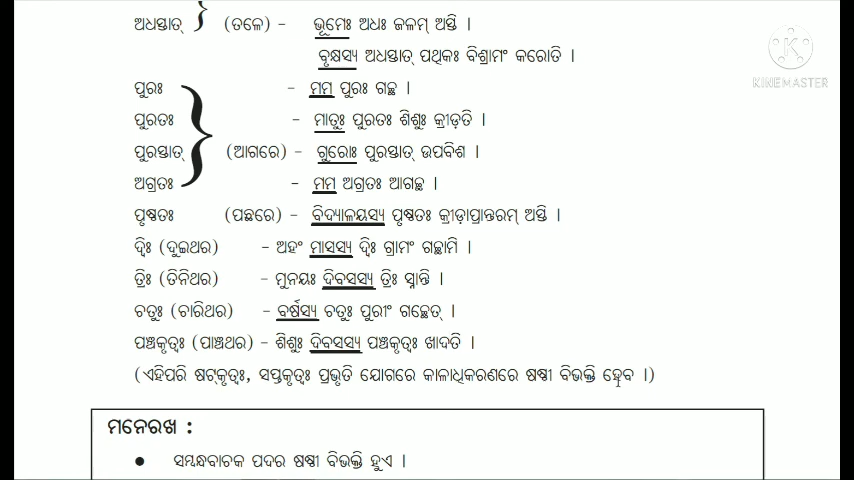 ଅଧସ୍ତାତ୍ } (ତଳେ) – ଭୂମେଃ ଅଧଃ ଜଳମ୍ ଅସ୍ତି ।
ବୃକ୍ଷସ୍ୟ ଅଧସ୍ତାତ୍ ପଥିକଃ ବିଶ୍ରାମଂ କରୋତି ।
ପୁରଃ – ମମ ପୁରଃ ଗଚ୍ଛ ।
ପୁରତଃ – ମାତୁଃ ପୁରତଃ ଶିଶୁଃ କ୍ରୀଡ଼ତି ।
ପୁରସ୍ତାତ୍ } (ଆଗରେ) – ଗୁରୋଃ ପୁରସ୍ତାତ୍ ଉପବିଶ ।
ଅଗ୍ରତଃ – ମମ ଅଗ୍ରତଃ ଆଗଚ୍ଛ ।
ପୃଷ୍ଠତଃ (ପଛରେ) – ବିଦ୍ୟାଳୟସ୍ୟ ପୃଷ୍ଠତଃ କ୍ରୀଡ଼ାପ୍ରାନ୍ତରମ୍ ଅସ୍ତି ।
ଦ୍ୱିଃ (ଦୁଇଥର) – ଅହଂ ମାସସ୍ୟ ଦ୍ୱିଃ ଗ୍ରାମଂ ଗଚ୍ଛାମି ।
ତ୍ରିଃ (ତିନିଥର) – ମୁନୟଃ ଦିବସସ୍ୟ ତ୍ରିଃ ସ୍ନାନ୍ତି ।
ଚତୁଃ (ଚାରିଥର) – ବର୍ଷସ୍ୟ ଚତୁଃ ପୁରୀଂ ଗଚ୍ଛେତ୍ ।
ପଞ୍ଚକୃତ୍ୱଃ (ପାଞ୍ଚଥର) – ଶିଶୁଃ ଦିବସସ୍ୟ ପଞ୍ଚକୃତ୍ୱଃ ଖାଦତି ।
(ଏହିପରି ଷଟ୍‌କୃତ୍ୱଃ, ସପ୍ତକୃତ୍ୱଃ ପ୍ରଭୃତି ଯୋଗରେ କାଳାଧିକରଣରେ ଷଷ୍ଠୀ ବିଭକ୍ତି ହେବ ।)
ମନେରଖ :
● ସମ୍ବନ୍ଧବାଚକ ପଦର ଷଷ୍ଠୀ ବିଭକ୍ତି ହୁଏ ।
KINEMASTER